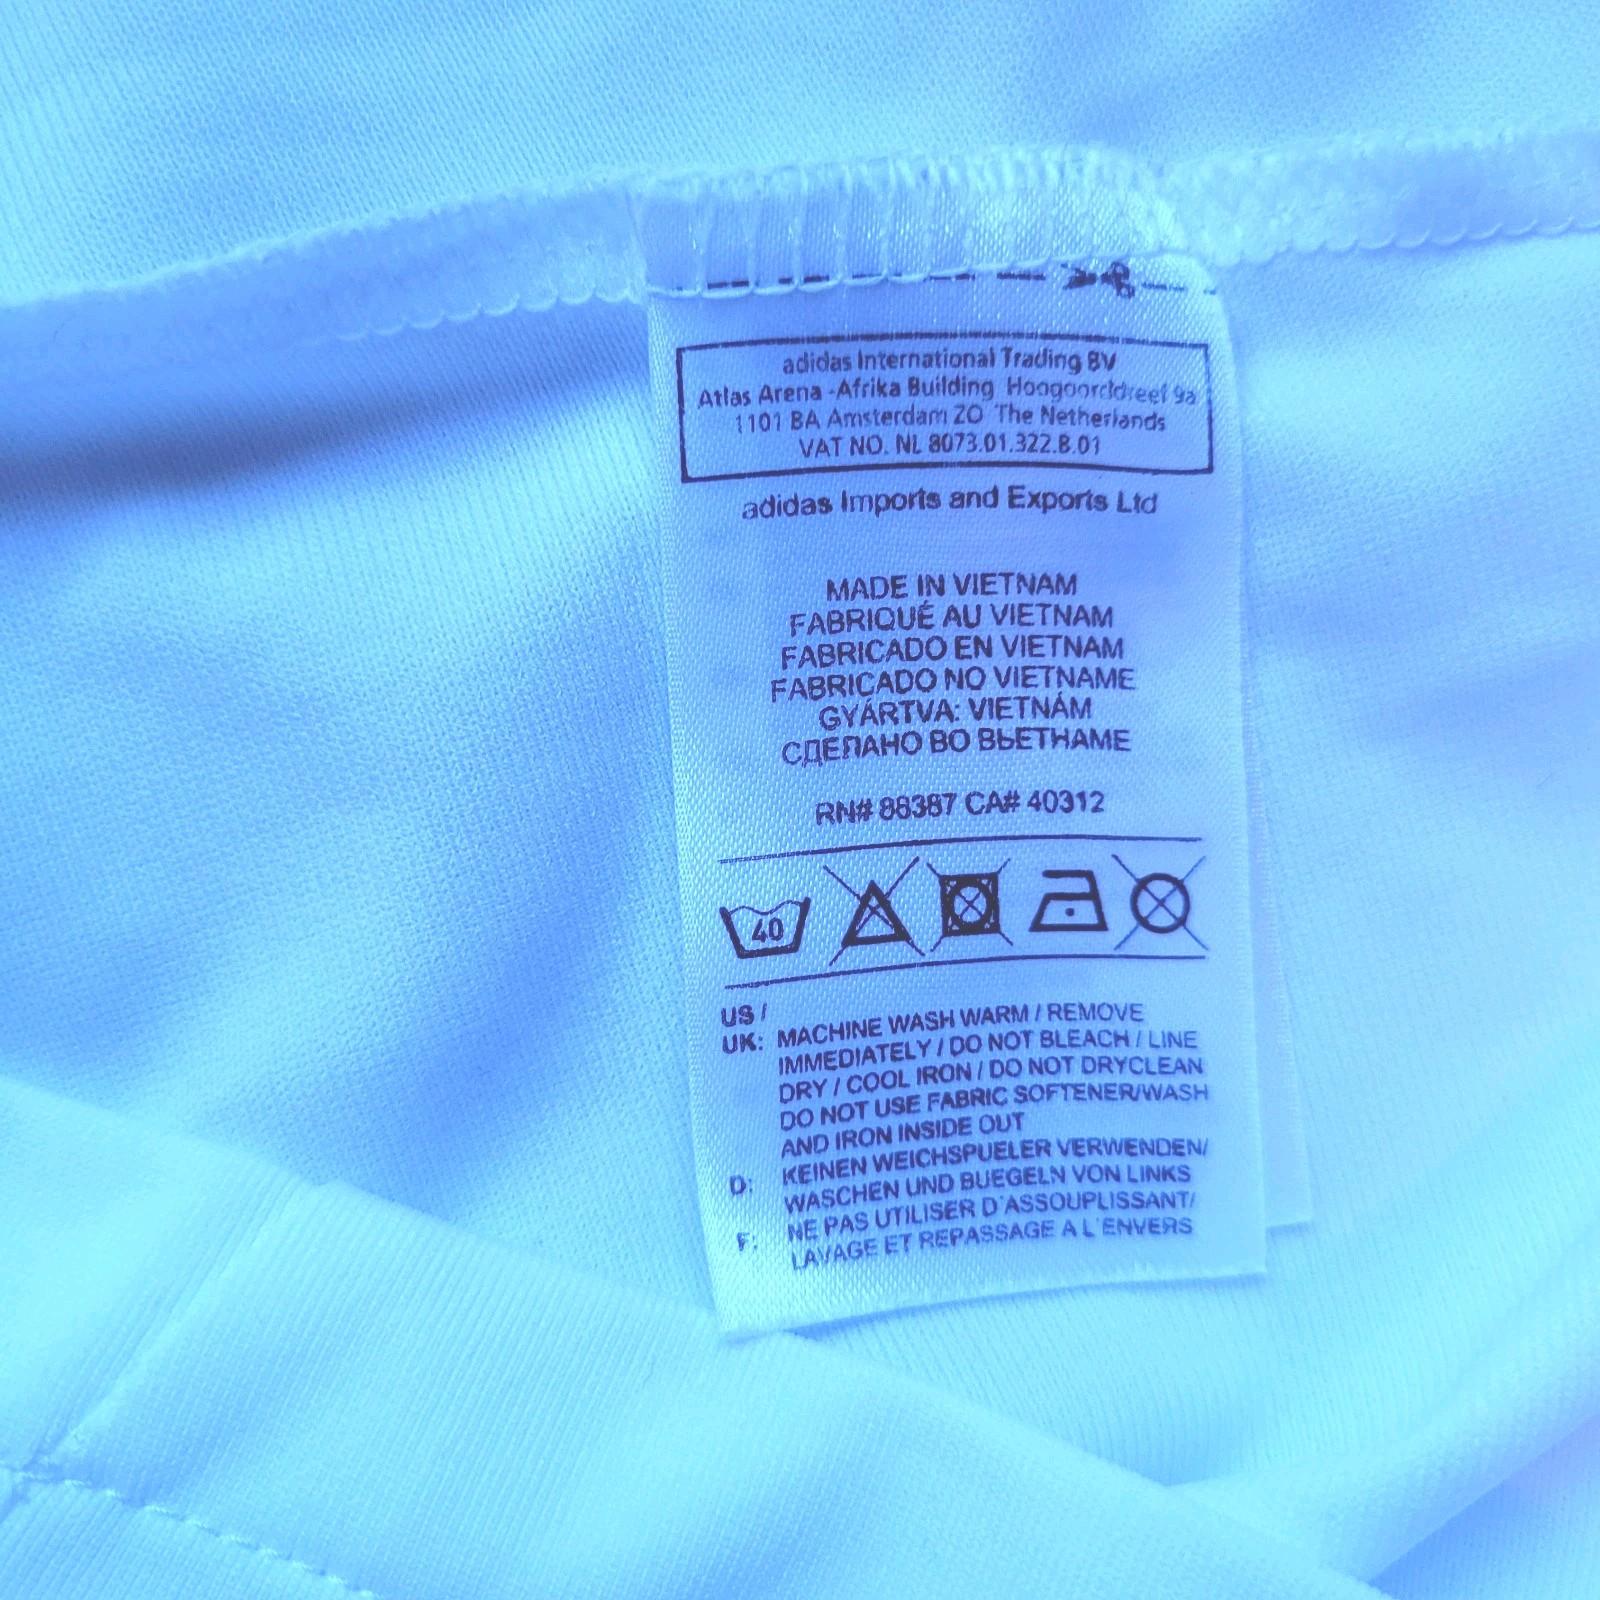 adidas International Trading BV
Atlas Arena -Afrika Building Hoogoorddreef 9a
1101 BA Amsterdam ZO The Netherlands
VAT NO. NL 8073.01.322.B.01
adidas Imports and Exports Ltd
MADE IN VIETNAM
FABRIQUÉ AU VIETNAM
FABRICADO EN VIETNAM
FABRICADO NO VIETNAME
GYÁRTVA: VIETNÁM
СДЕЛАНО ВО ВЬЕТНАМЕ
RN# 88387 CA# 40312
40
US /
UK: MACHINE WASH WARM / REMOVE
IMMEDIATELY / DO NOT BLEACH / LINE
DRY / COOL IRON / DO NOT DRYCLEAN
DO NOT USE FABRIC SOFTENER/WASH
AND IRON INSIDE OUT
D: KEINEN WEICHSPUELER VERWENDEN/
WASCHEN UND BUEGELN VON LINKS
F: NE PAS UTILISER D'ASSOUPLISSANT/
LAVAGE ET REPASSAGE A L'ENVERS